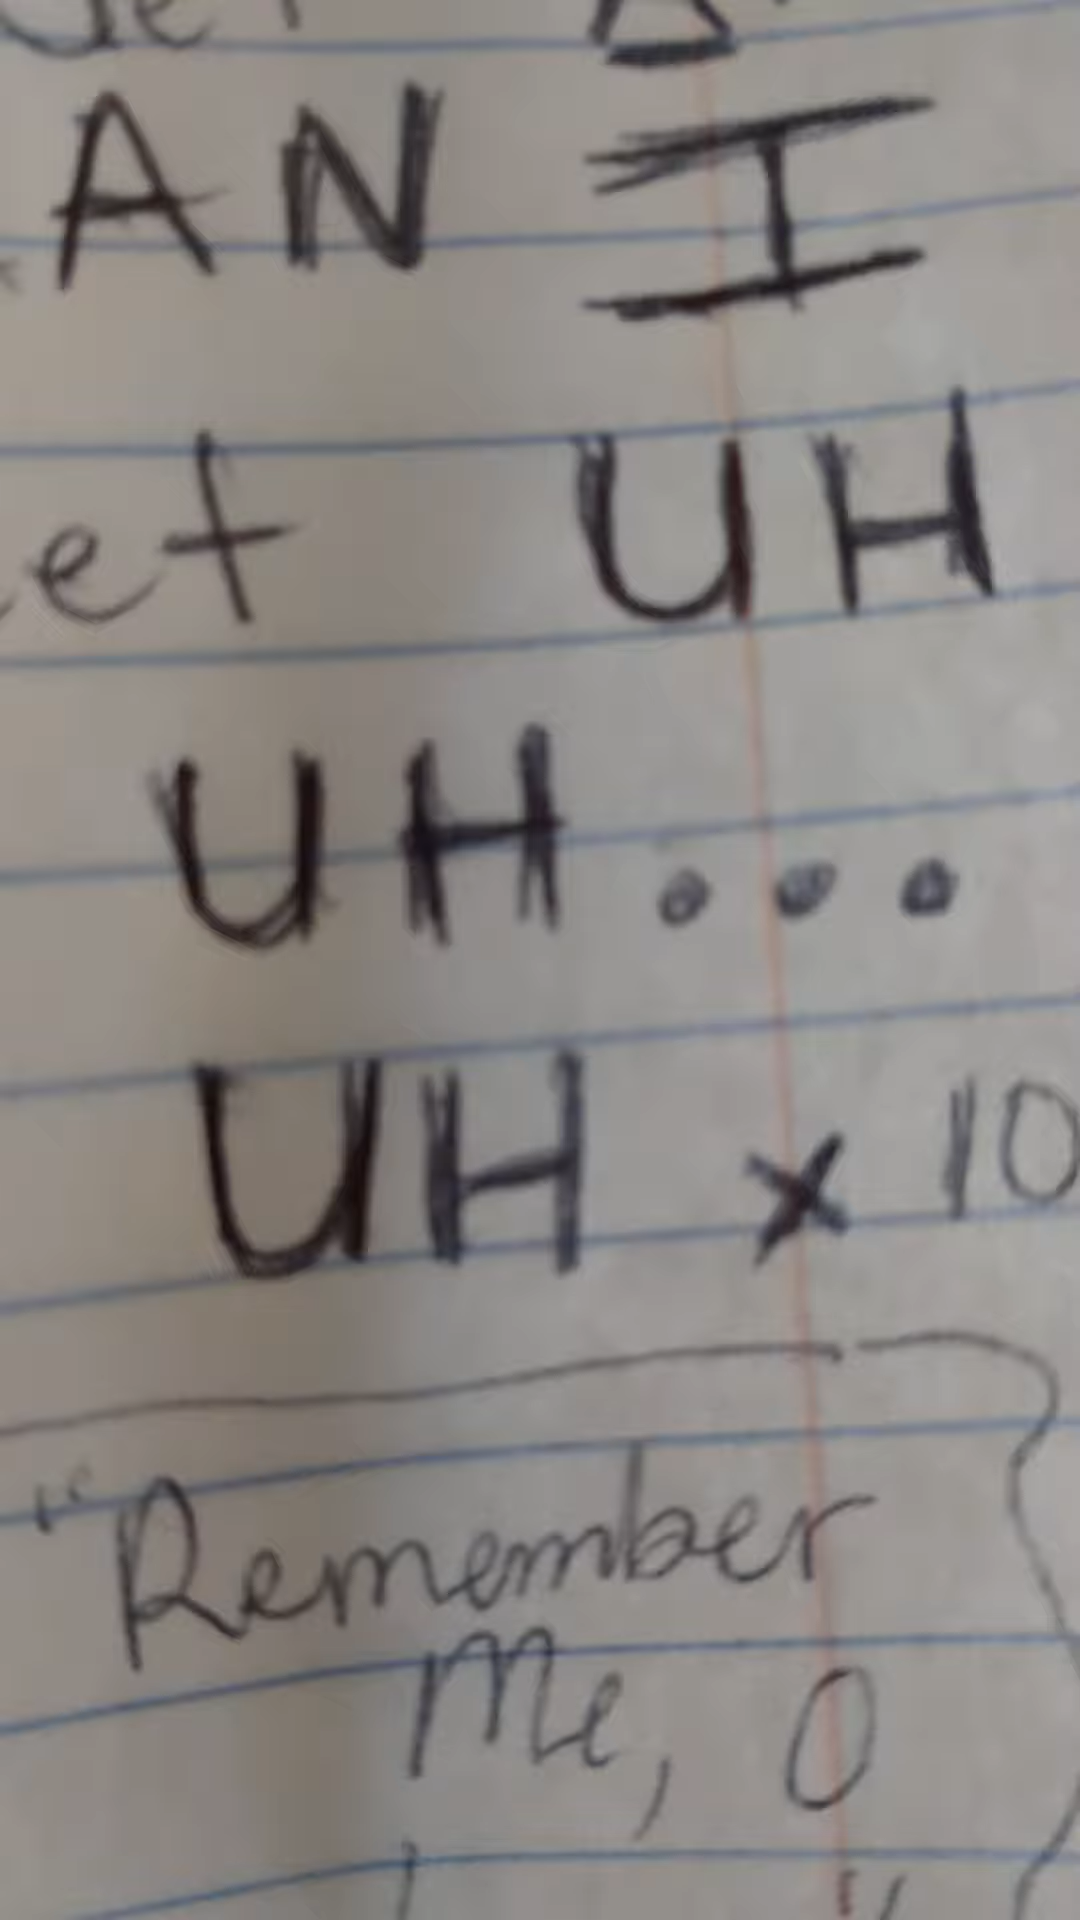 AN I
et UH
UH...
UH x 10
"Remember
Me, O